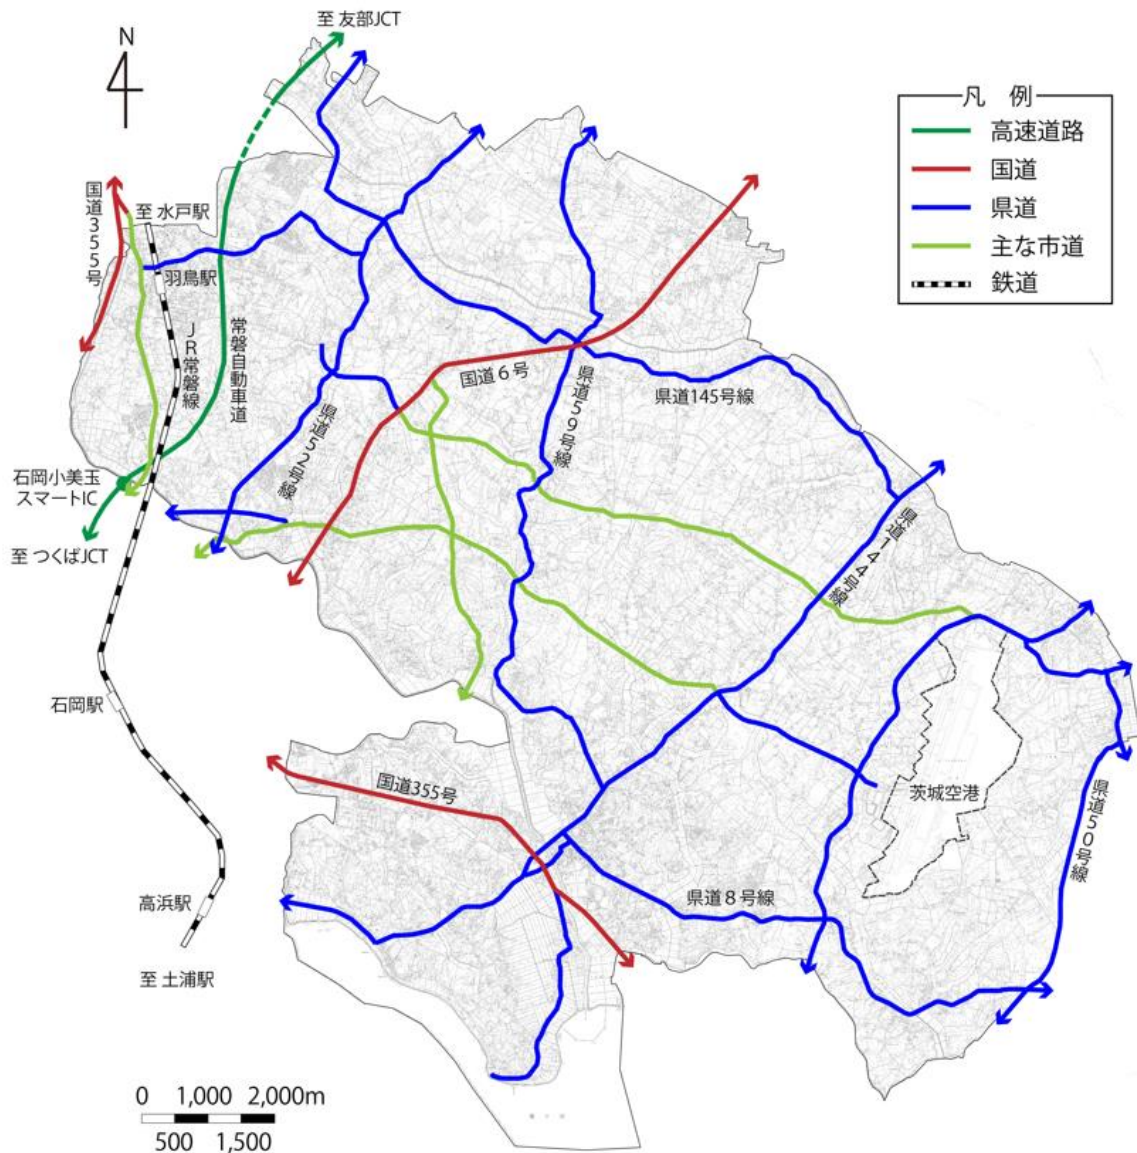 至 友部JCT
N
凡 例
高速道路
国道
県道
主な市道
鉄道
国道355号
至 水戸駅
羽鳥駅
JR常磐線
常磐自動車道
国道6号
県道59号線
県道145号線
県道52号線
石岡小美玉
スマートIC
県道144号線
至 つくばJCT
石岡駅
国道355号
茨城空港
県道50号線
県道8号線
高浜駅
至 土浦駅
0 1,000 2,000m
500 1,500